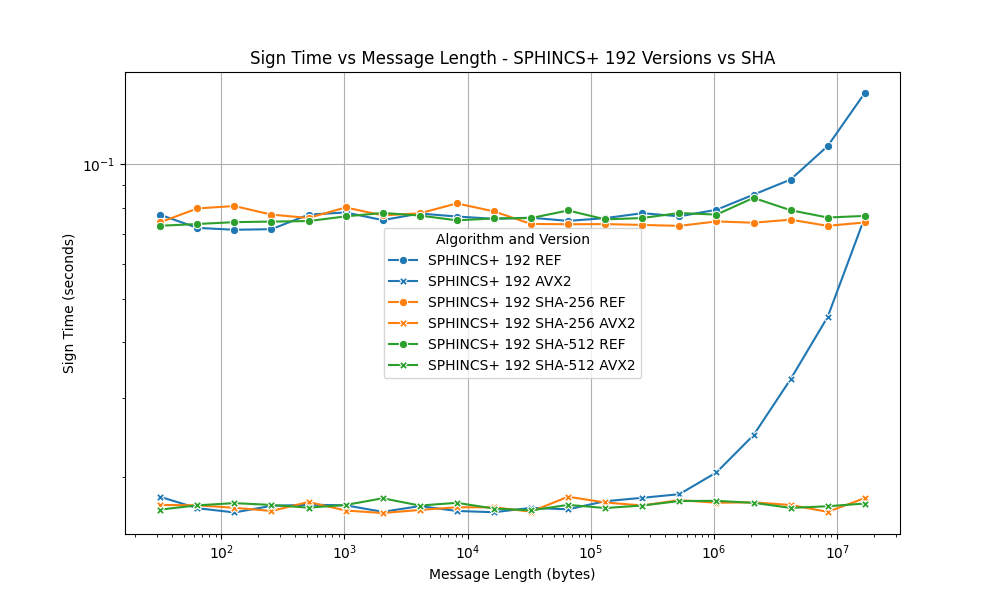 Sign Time vs Message Length - SPHINCS+ 192 Versions vs SHA
10⁻¹
Sign Time (seconds)
Algorithm and Version
SPHINCS+ 192 REF
SPHINCS+ 192 AVX2
SPHINCS+ 192 SHA-256 REF
SPHINCS+ 192 SHA-256 AVX2
SPHINCS+ 192 SHA-512 REF
SPHINCS+ 192 SHA-512 AVX2
10² 10³ 10⁴ 10⁵ 10⁶ 10⁷
Message Length (bytes)